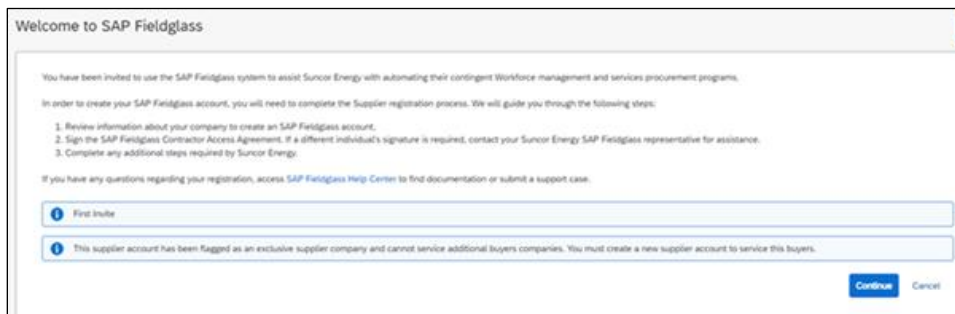 Welcome to SAP Fieldglass
You have been invited to use the SAP Fieldglass system to assist Suncor Energy with automating their contingent Workforce management and services procurement programs.
In order to create your SAP Fieldglass account, you will need to complete the Supplier registration process. We will guide you through the following steps:
1. Review information about your company to create an SAP Fieldglass account.
2. Sign the SAP Fieldglass Contractor Access Agreement. If a different individual's signature is required, contact your Suncor Energy SAP Fieldglass representative for assistance.
3. Complete any additional steps required by Suncor Energy.
If you have any questions regarding your registration, access SAP Fieldglass Help Center to find documentation or submit a support case.
First Invite
This supplier account has been flagged as an exclusive supplier company and cannot service additional buyers companies. You must create a new supplier account to service this buyers.
Continue Cancel